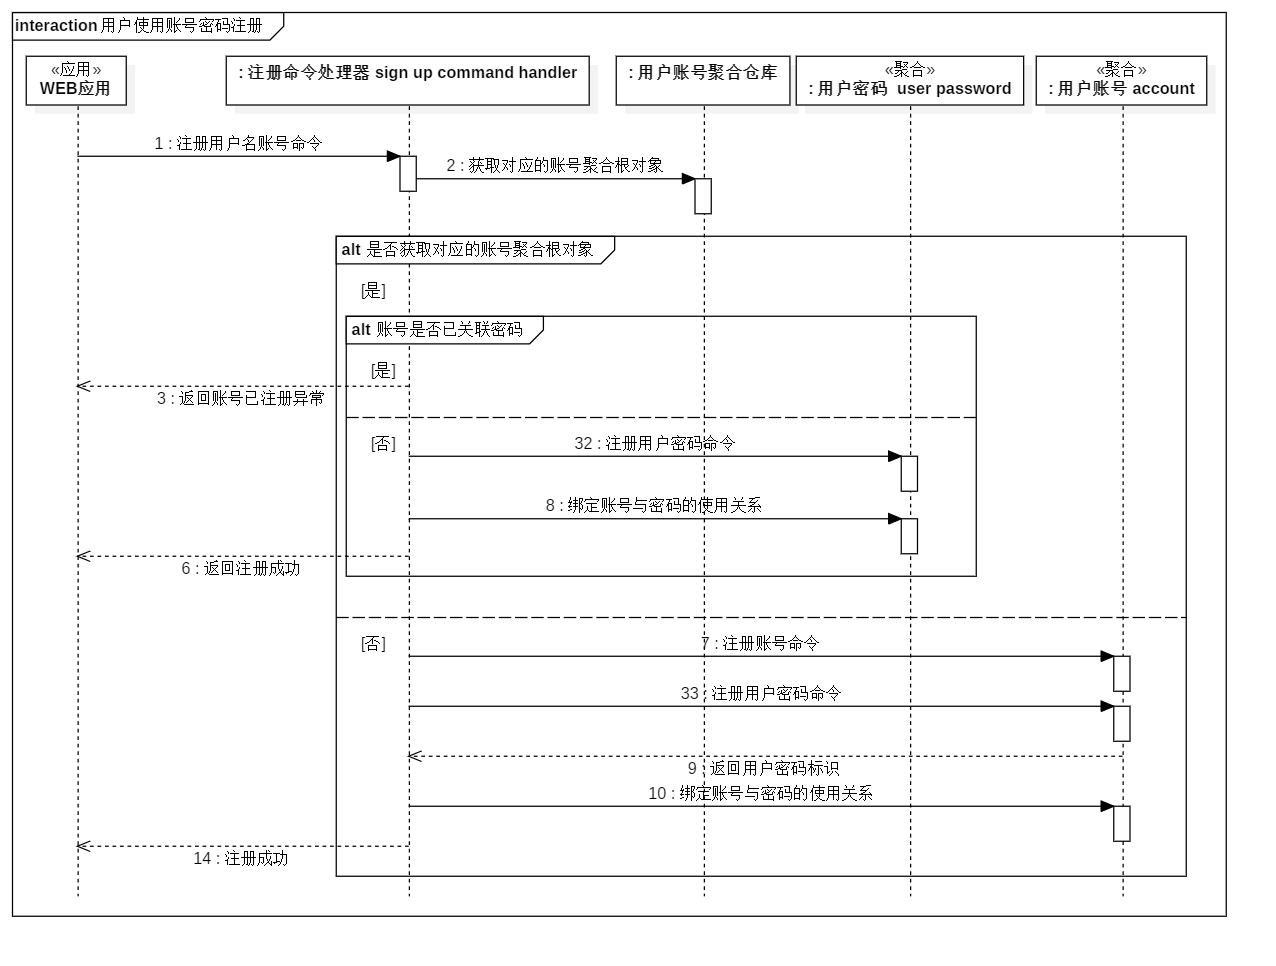 interaction 用户使用账号密码注册
«应用»
WEB应用
: 注册命令处理器 sign up command handler
: 用户账号聚合仓库
«聚合»
: 用户密码  user password
«聚合»
: 用户账号 account
1 : 注册用户名账号命令
2 : 获取对应的账号聚合根对象
alt 是否获取对应的账号聚合根对象
[是]
alt 账号是否已关联密码
[是]
3 : 返回账号已注册异常
[否]
32 : 注册用户密码命令
8 : 绑定账号与密码的使用关系
6 : 返回注册成功
[否]
7 : 注册账号命令
33 : 注册用户密码命令
9 : 返回用户密码标识
10 : 绑定账号与密码的使用关系
14 : 注册成功